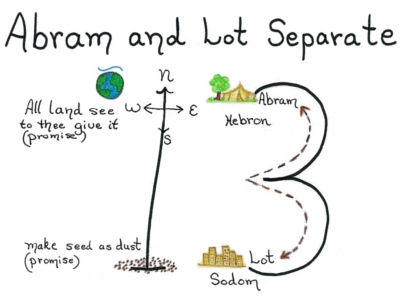 Abram and Lot Separate
n
W E
S
All land see
to thee give it
(promise)
Abram
Hebron
make seed as dust
(promise)
Lot
Sodom